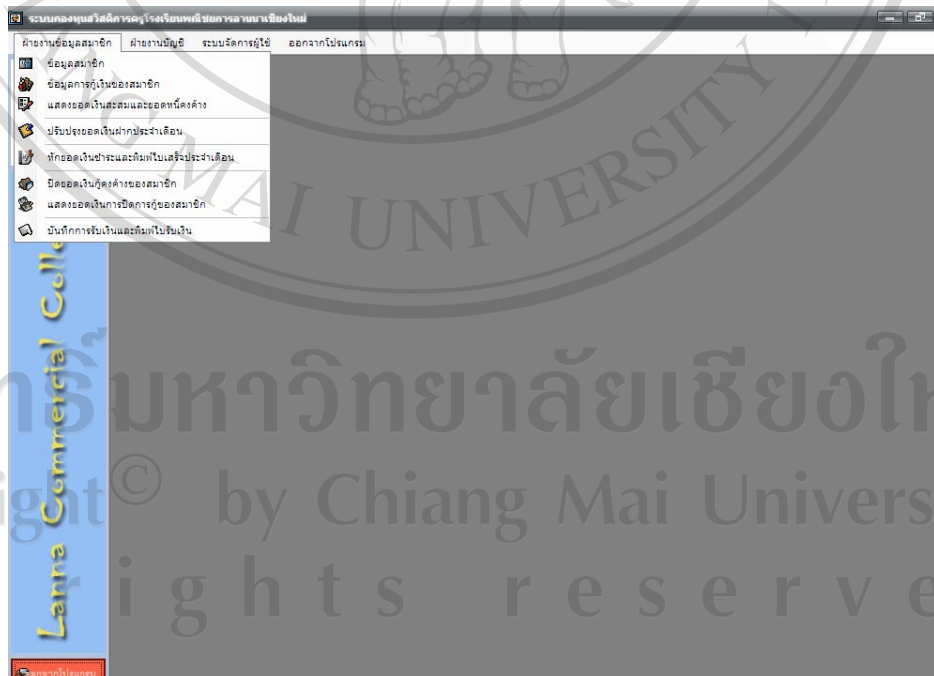 ระบบกองทุนสวัสดิการครูโรงเรียนพณิชยการลานนาเชียงใหม่
ฝ่ายงานข้อมูลสมาชิก ฝ่ายงานบัญชี ระบบจัดการผู้ใช้ ออกจากโปรแกรม
ข้อมูลสมาชิก
ข้อมูลการกู้เงินของสมาชิก
แสดงยอดเงินสะสมและยอดหนี้คงค้าง
ปรับปรุงยอดเงินฝากประจำเดือน
หักยอดเงินชำระและพิมพ์ใบเสร็จประจำเดือน
ปิดยอดเงินกู้คงค้างของสมาชิก
แสดงยอดเงินการปิดการกู้ของสมาชิก
บันทึกการรับเงินและพิมพ์ใบรับเงิน
Lanna Commercial Colle
ออกจากโปรแกรม
NG MAI UNIVERSITY
มหาวิทยาลัยเชียงให
ight© by Chiang Mai Univers
rights reserve